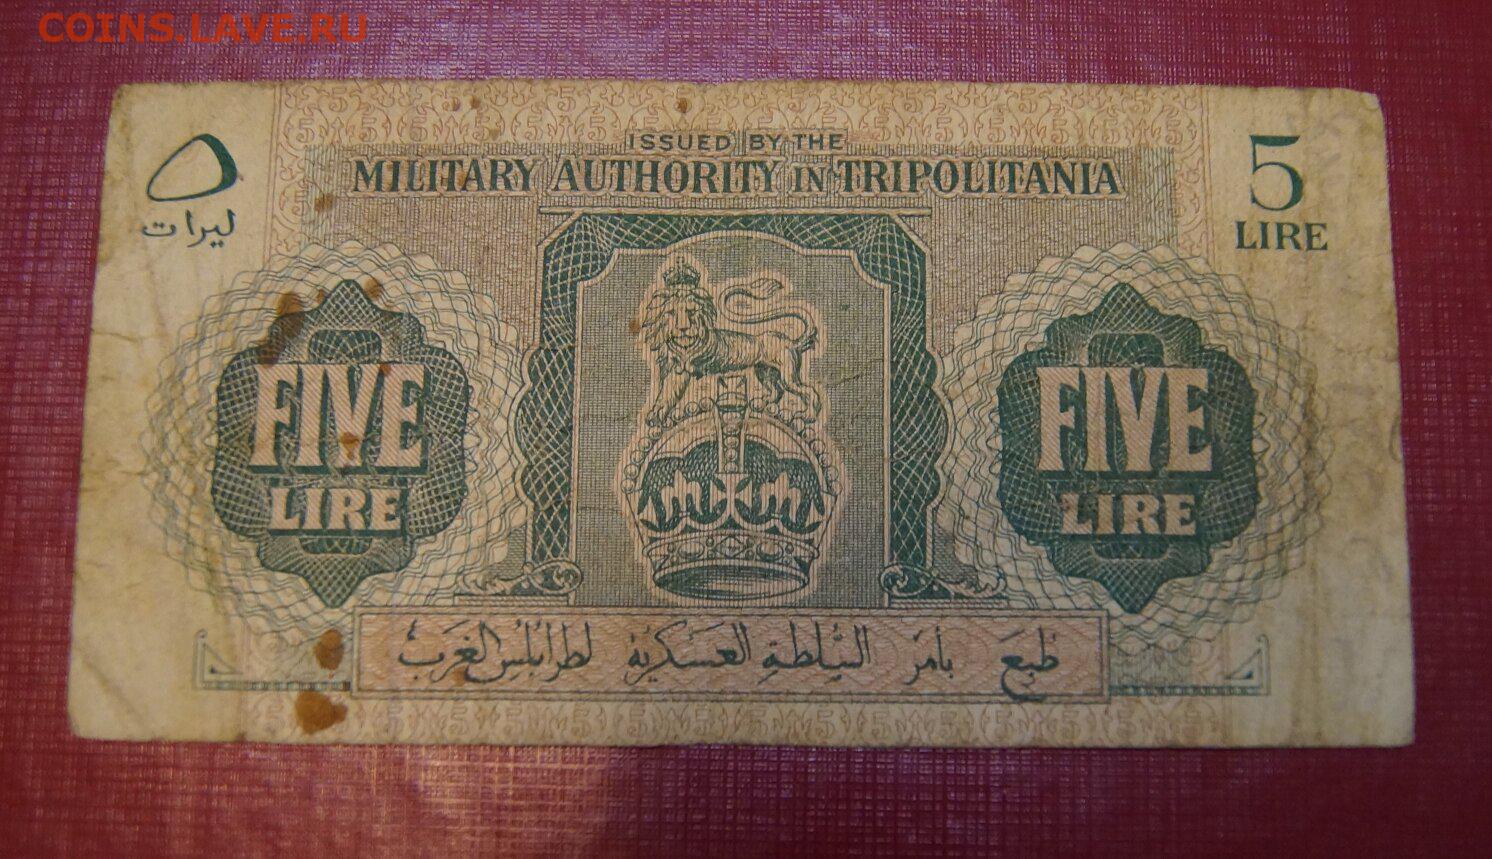 COINS.LAVE.RU
ISSUED BY THE
MILITARY AUTHORITY IN TRIPOLITANIA
٥
ليرات
5
LIRE
FIVE
LIRE
FIVE
LIRE
طبع بأمر السلطة العسكرية لطرابلس الغرب